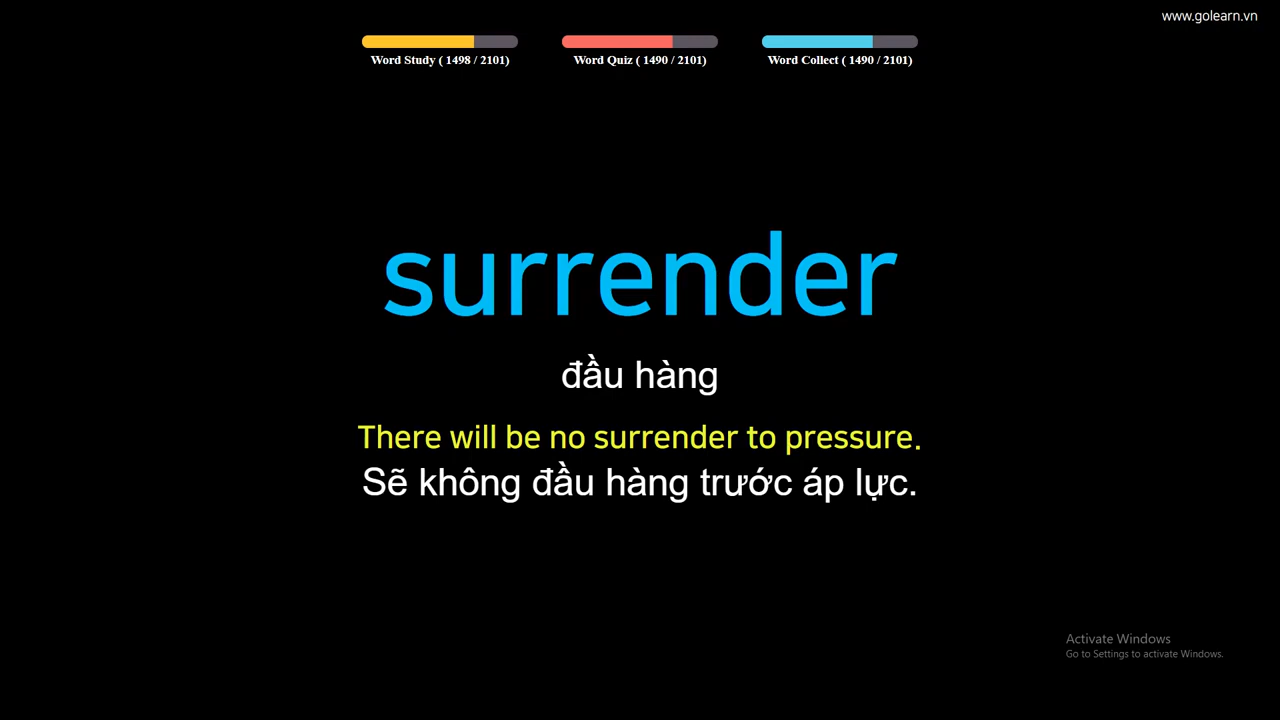 www.golearn.vn
Word Study ( 1498 / 2101)
Word Quiz ( 1490 / 2101)
Word Collect ( 1490 / 2101)
surrender
đầu hàng
There will be no surrender to pressure.
Sẽ không đầu hàng trước áp lực.
Activate Windows
Go to Settings to activate Windows.